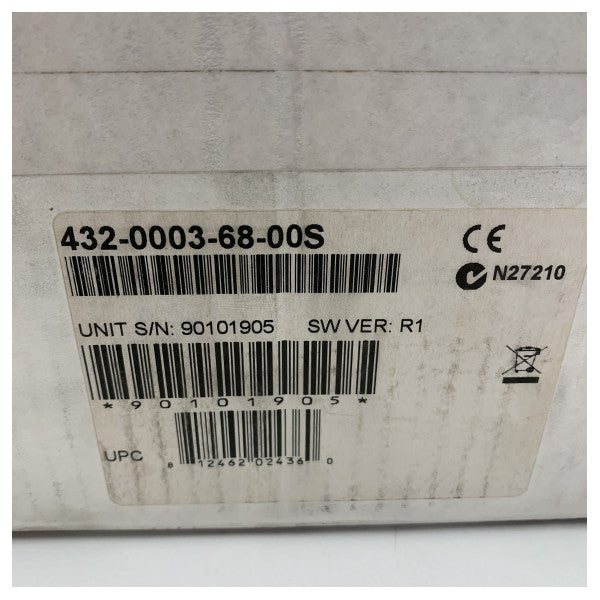 432-0003-68-00S
CE
N27210
UNIT S/N: 90101905 SW VER: R1
*90101905*
UPC
8 12462 02436 0